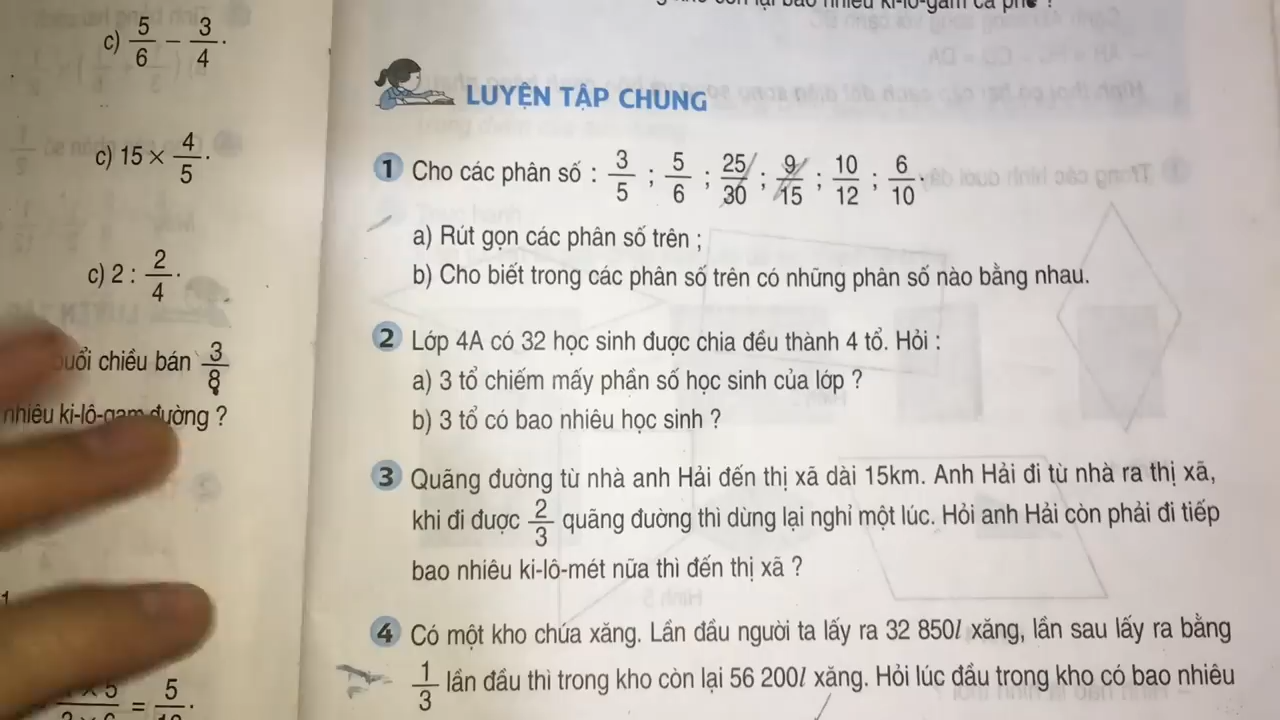 c) 5/6 − 3/4.
c) 15 × 4/5.
c) 2 : 2/4.
uổi chiều bán 3/8
nhiêu ki-lô-gam đường ?
= 5
LUYỆN TẬP CHUNG
1 Cho các phân số : 3/5 ; 5/6 ; 25/30 ; 9/15 ; 10/12 ; 6/10.
a) Rút gọn các phân số trên ;
b) Cho biết trong các phân số trên có những phân số nào bằng nhau.
2 Lớp 4A có 32 học sinh được chia đều thành 4 tổ. Hỏi :
a) 3 tổ chiếm mấy phần số học sinh của lớp ?
b) 3 tổ có bao nhiêu học sinh ?
3 Quãng đường từ nhà anh Hải đến thị xã dài 15km. Anh Hải đi từ nhà ra thị xã,
khi đi được 2/3 quãng đường thì dừng lại nghỉ một lúc. Hỏi anh Hải còn phải đi tiếp
bao nhiêu ki-lô-mét nữa thì đến thị xã ?
4 Có một kho chứa xăng. Lần đầu người ta lấy ra 32 850l xăng, lần sau lấy ra bằng
1/3 lần đầu thì trong kho còn lại 56 200l xăng. Hỏi lúc đầu trong kho có bao nhiêu